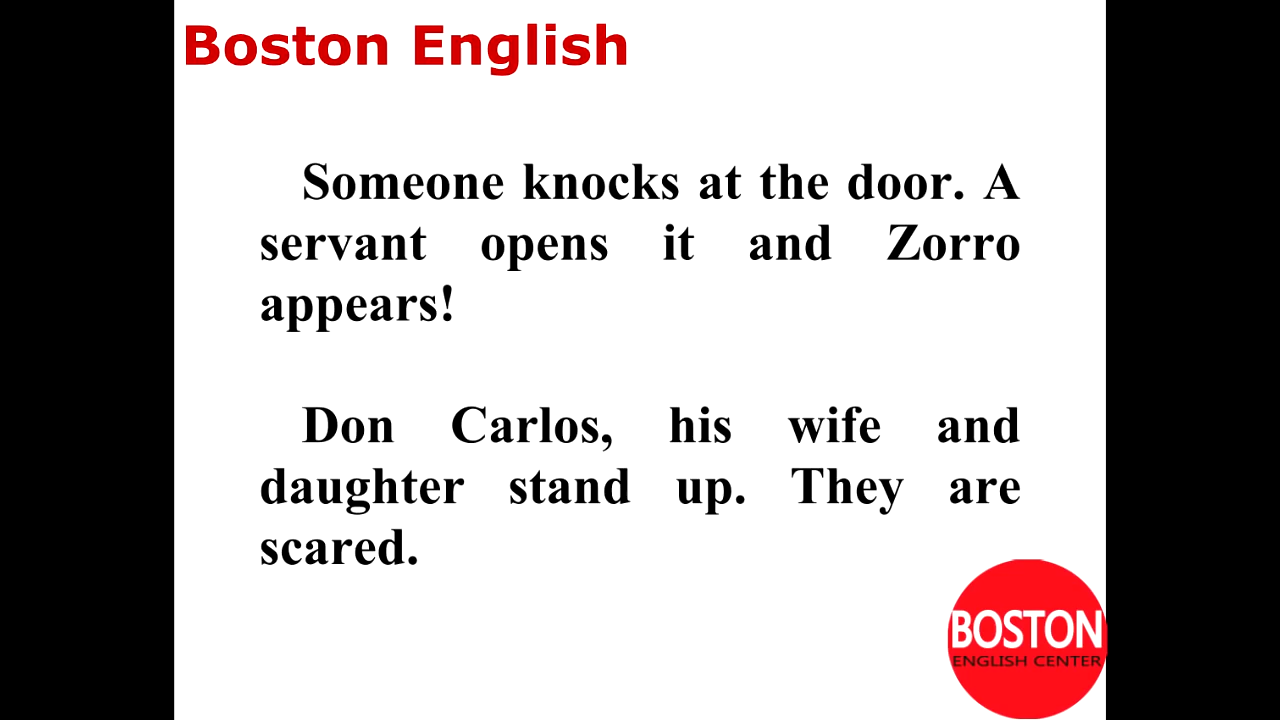 Boston English
Someone knocks at the door. A
servant opens it and Zorro
appears!
Don Carlos, his wife and
daughter stand up. They are
scared.
BOSTON
ENGLISH CENTER